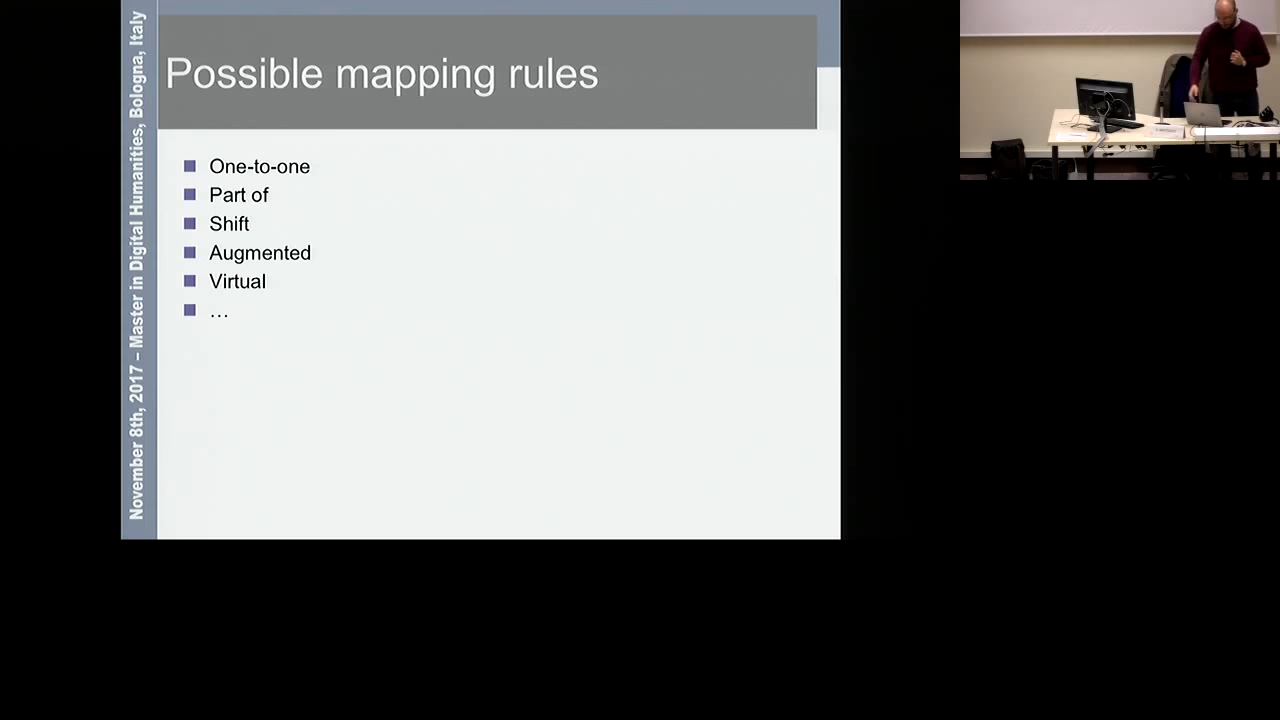 November 8th, 2017 – Master in Digital Humanities, Bologna, Italy
Possible mapping rules
One-to-one
Part of
Shift
Augmented
Virtual
…